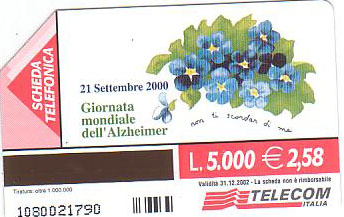 SCHEDA
TELEFONICA
21 Settembre 2000
Giornata
mondiale
dell'Alzheimer
non ti scordar di me
L.5.000 € 2,58
Tiratura: oltre 1.000.000
Validità 31.12.2002 - La scheda non è rimborsabile
1080021790
TELECOM
ITALIA